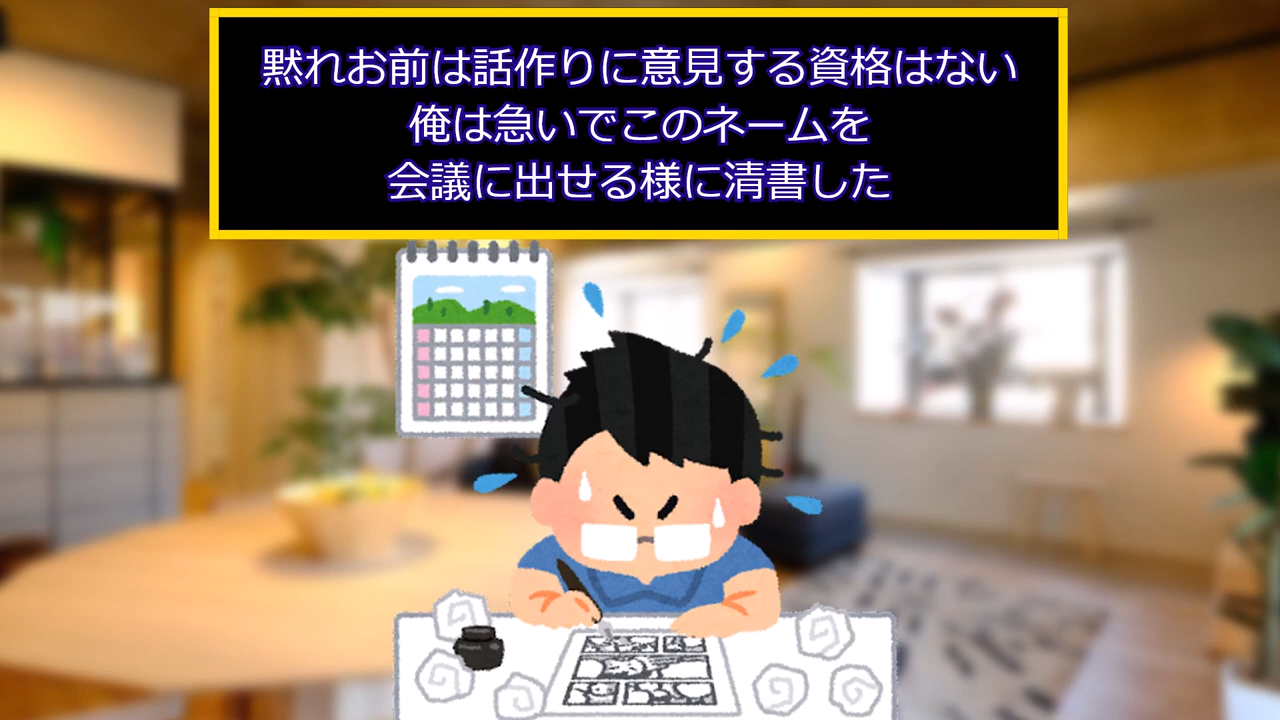 黙れお前は話作りに意見する資格はない
俺は急いでこのネームを
会議に出せる様に清書した